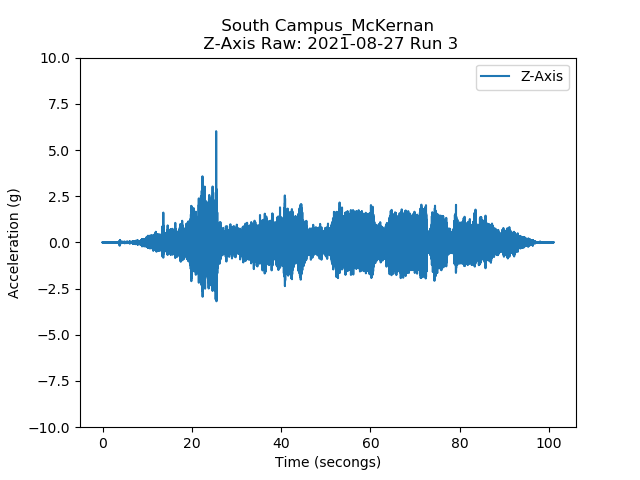 South Campus_McKernan
Z-Axis Raw: 2021-08-27 Run 3
Z-Axis
10.0
7.5
5.0
2.5
0.0
−2.5
−5.0
−7.5
−10.0
Acceleration (g)
0 20 40 60 80 100
Time (secongs)